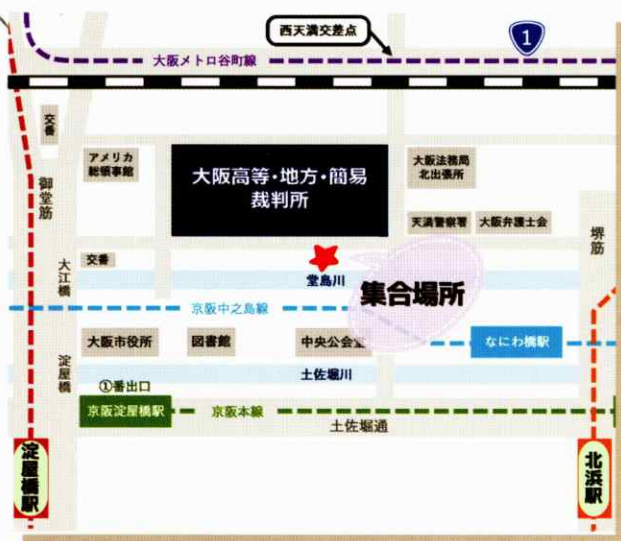 西天満交差点
1
大阪メトロ谷町線
交番
アメリカ
総領事館
大阪高等・地方・簡易
裁判所
大阪法務局
北出張所
御堂筋
天満警察署
大阪弁護士会
堺筋
大江橋
交番
堂島川
集合場所
京阪中之島線
大阪市役所
図書館
中央公会
なにわ橋駅
淀屋橋
土佐堀川
①番出口
京阪淀屋橋駅
京阪本線
土佐堀通
淀屋橋駅
北浜駅